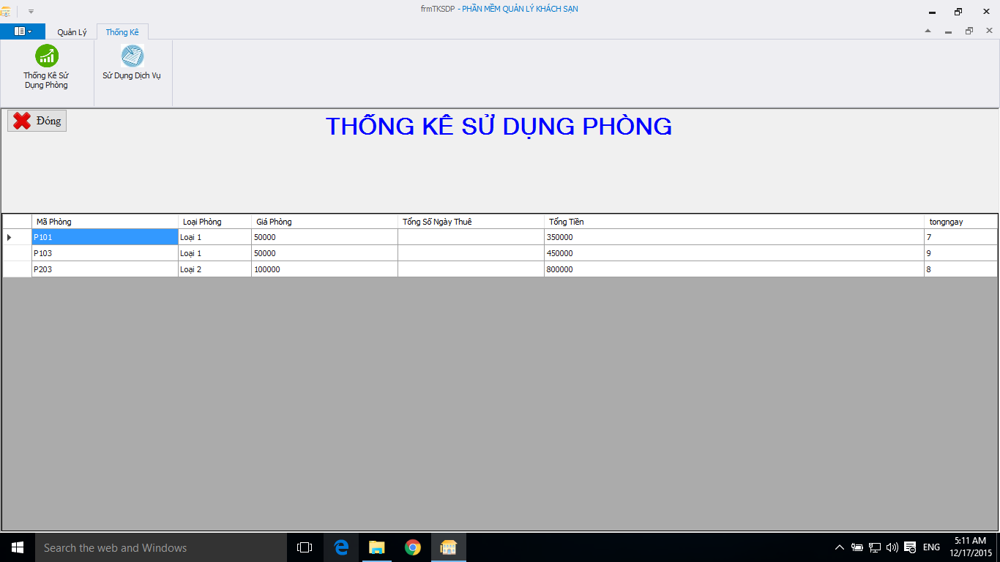 frmTKSDP - PHẦN MỀM QUẢN LÝ KHÁCH SẠN
Quản Lý
Thống Kê
Thống Kê Sử
Dụng Phòng
Sử Dụng Dịch Vụ
Đóng
THỐNG KÊ SỬ DỤNG PHÒNG
Mã Phòng Loại Phòng Giá Phòng Tổng Số Ngày Thuê Tổng Tiền tongngay
P101 Loại 1 50000 350000 7
P103 Loại 1 50000 450000 9
P203 Loại 2 100000 800000 8
Search the web and Windows
ENG
5:11 AM
12/17/2015